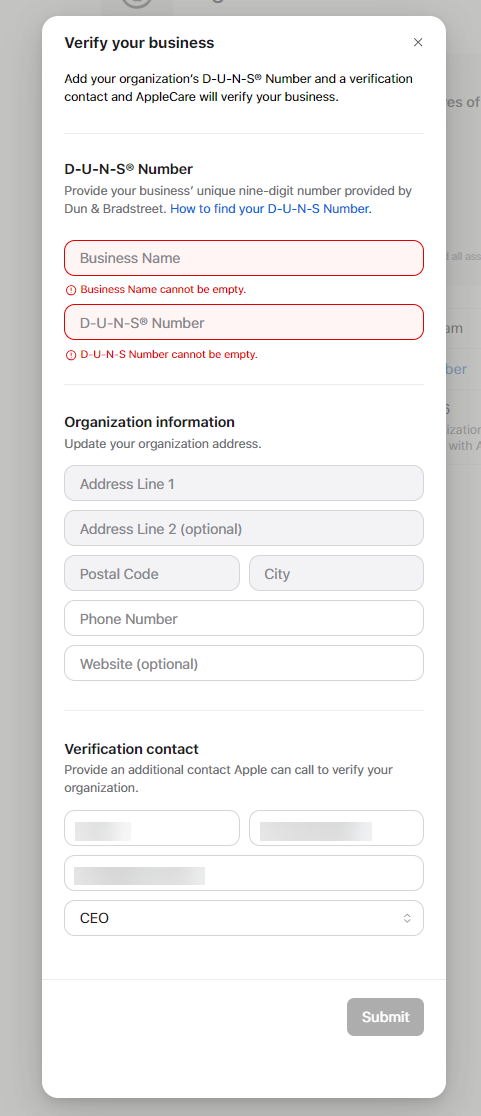 Verify your business
Add your organization's D-U-N-S® Number and a verification
contact and AppleCare will verify your business.
D-U-N-S® Number
Provide your business' unique nine-digit number provided by
Dun & Bradstreet. How to find your D-U-N-S Number.
Business Name
Business Name cannot be empty.
D-U-N-S® Number
D-U-N-S Number cannot be empty.
Organization information
Update your organization address.
Address Line 1
Address Line 2 (optional)
Postal Code
City
Phone Number
Website (optional)
Verification contact
Provide an additional contact Apple can call to verify your
organization.
CEO
Submit